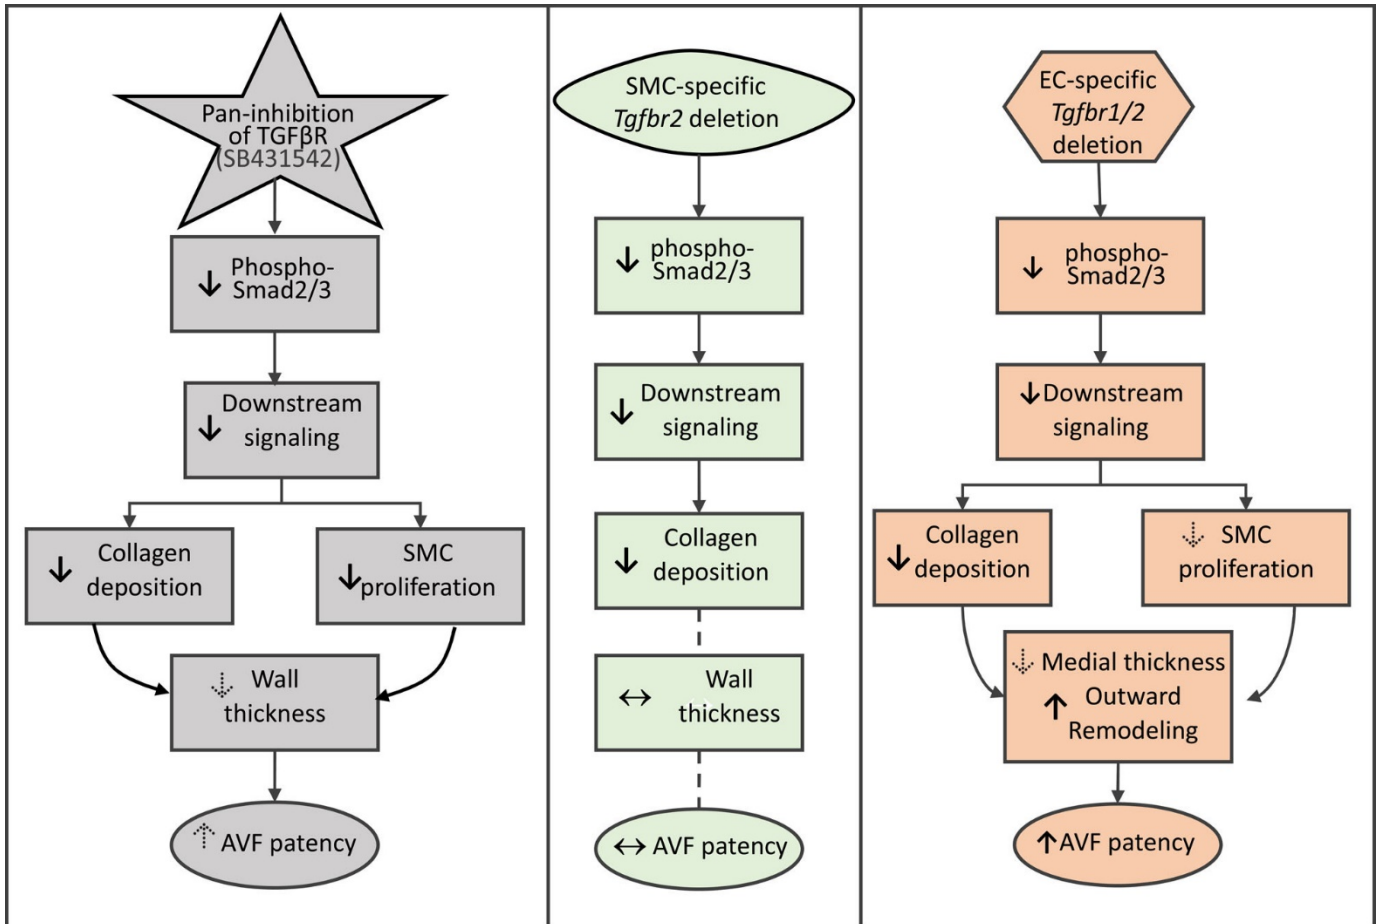 Pan-inhibition
of TGFβR
(SB431542)
↓ Phospho-
Smad2/3
↓ Downstream
signaling
↓ Collagen
deposition
↓ SMC
proliferation
⇣ Wall
thickness
⇡ AVF patency
SMC-specific
Tgfbr2 deletion
↓ phospho-
Smad2/3
↓ Downstream
signaling
↓ Collagen
deposition
↔ Wall
thickness
↔ AVF patency
EC-specific
Tgfbr1/2
deletion
↓ phospho-
Smad2/3
↓ Downstream
signaling
↓ Collagen
deposition
⇣ SMC
proliferation
⇣ Medial thickness
↑ Outward
Remodeling
↑ AVF patency